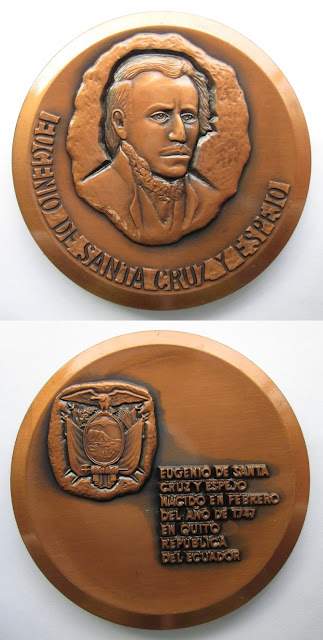 EUGENIO DE SANTA CRUZ Y ESPEJO
EUGENIO DE SANTA
CRUZ Y ESPEJO
NACIDO EN FEBRERO
DEL AÑO DE 1747
EN QUITO
REPUBLICA
DEL ECUADOR